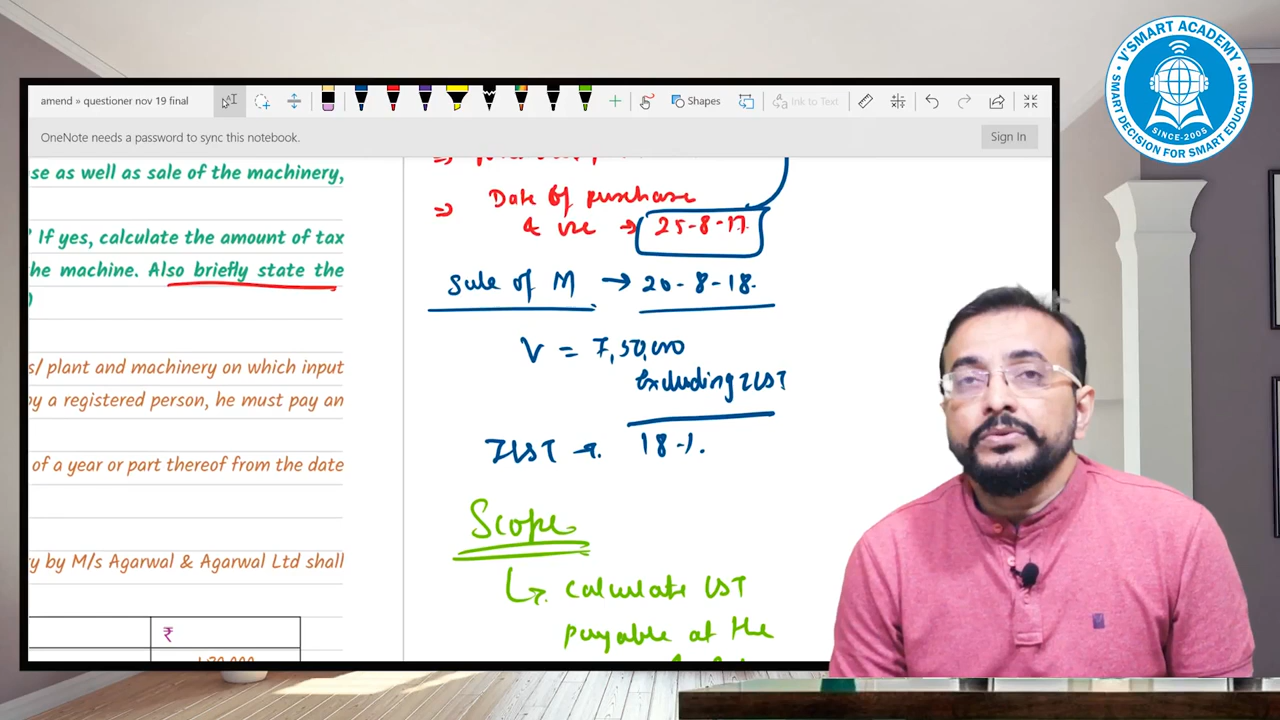 V'SMART ACADEMY
SMART DECISION FOR SMART EDUCATION
SINCE-2005
amend » questioner nov 19 final
Shapes
Ink to Text
OneNote needs a password to sync this notebook.
Sign In
se as well as sale of the machinery,
' If yes, calculate the amount of tax
he machine. Also briefly state the
)
s/ plant and machinery on which input
by a registered person, he must pay an
of a year or part thereof from the date
y by M/s Agarwal & Agarwal Ltd shall
₹
⇒ Date of purchase
& use → 25-8-17.
Sale of M → 20-8-18.
V = 7,50,000
Excluding IGST
IGST →. 18-1.
Scope
↳ calculate GST
payable at the